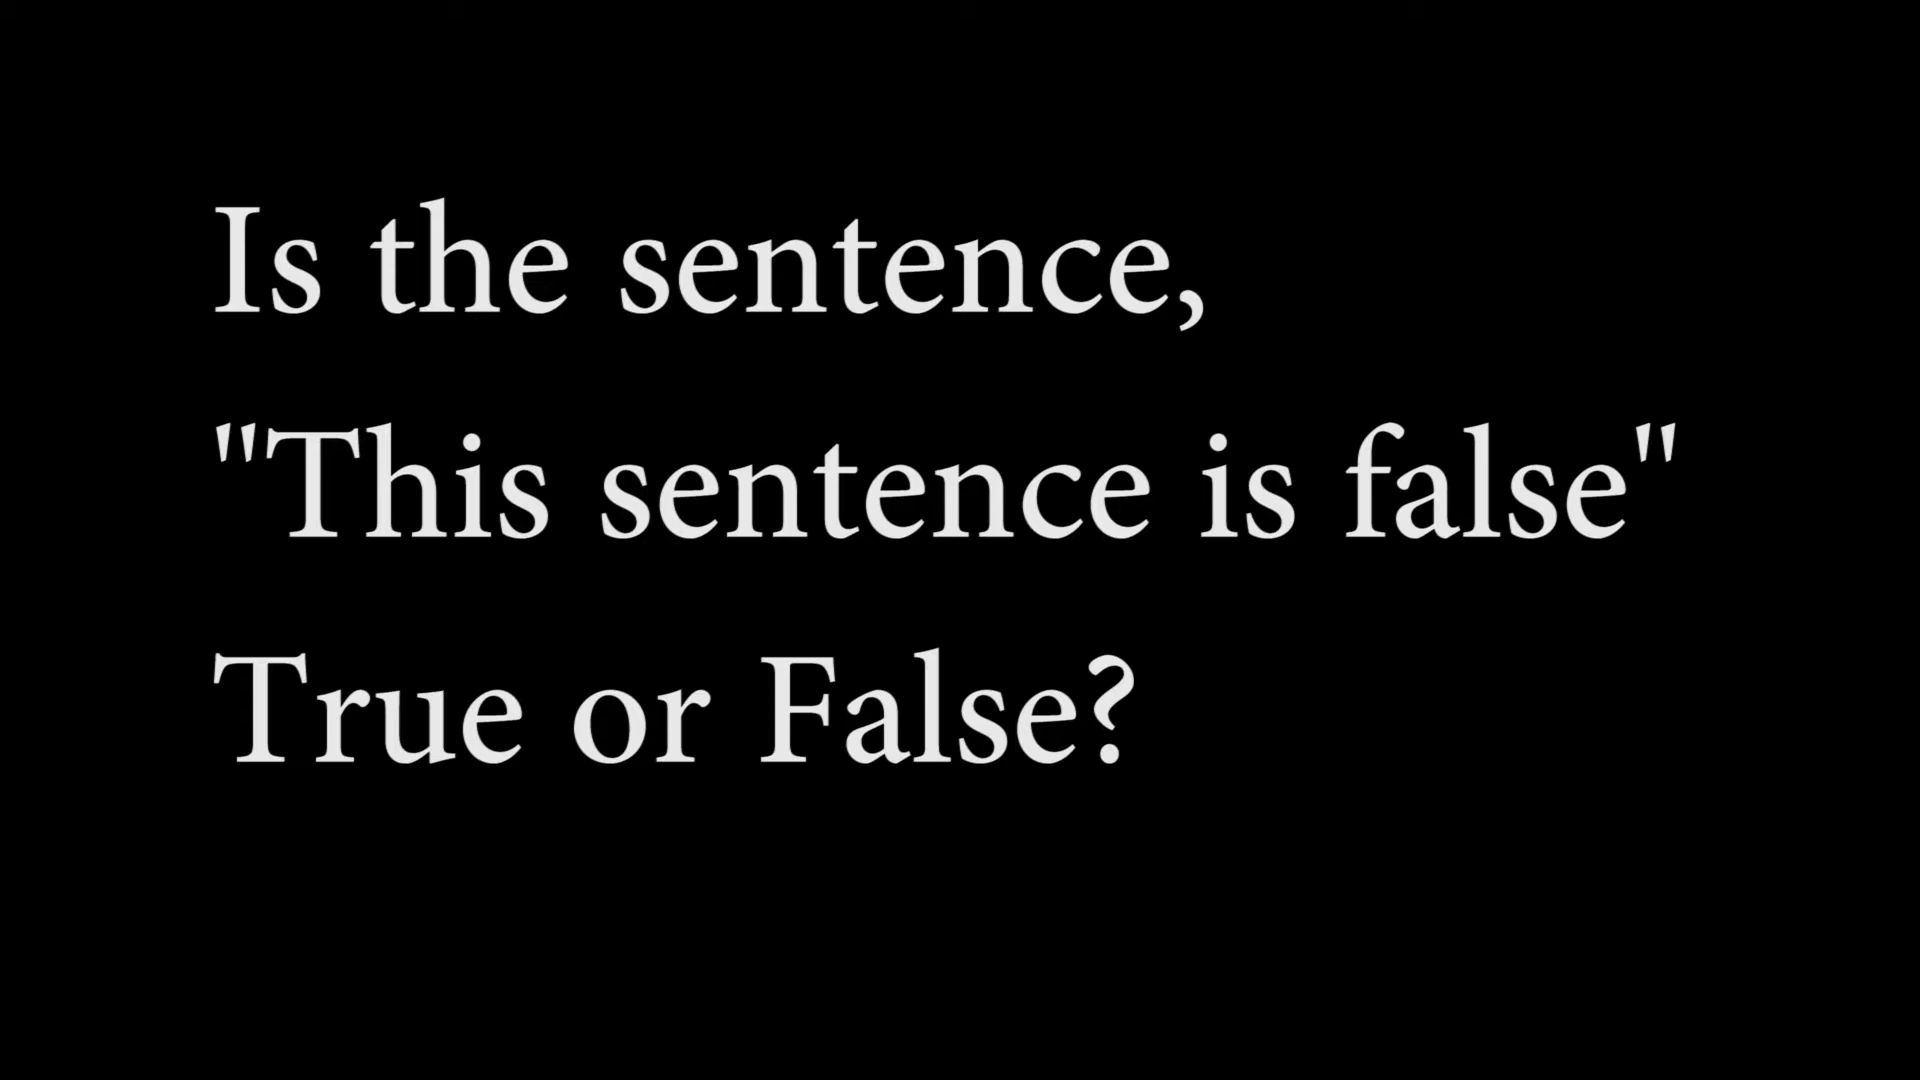 Is the sentence,
"This sentence is false"
True or False?